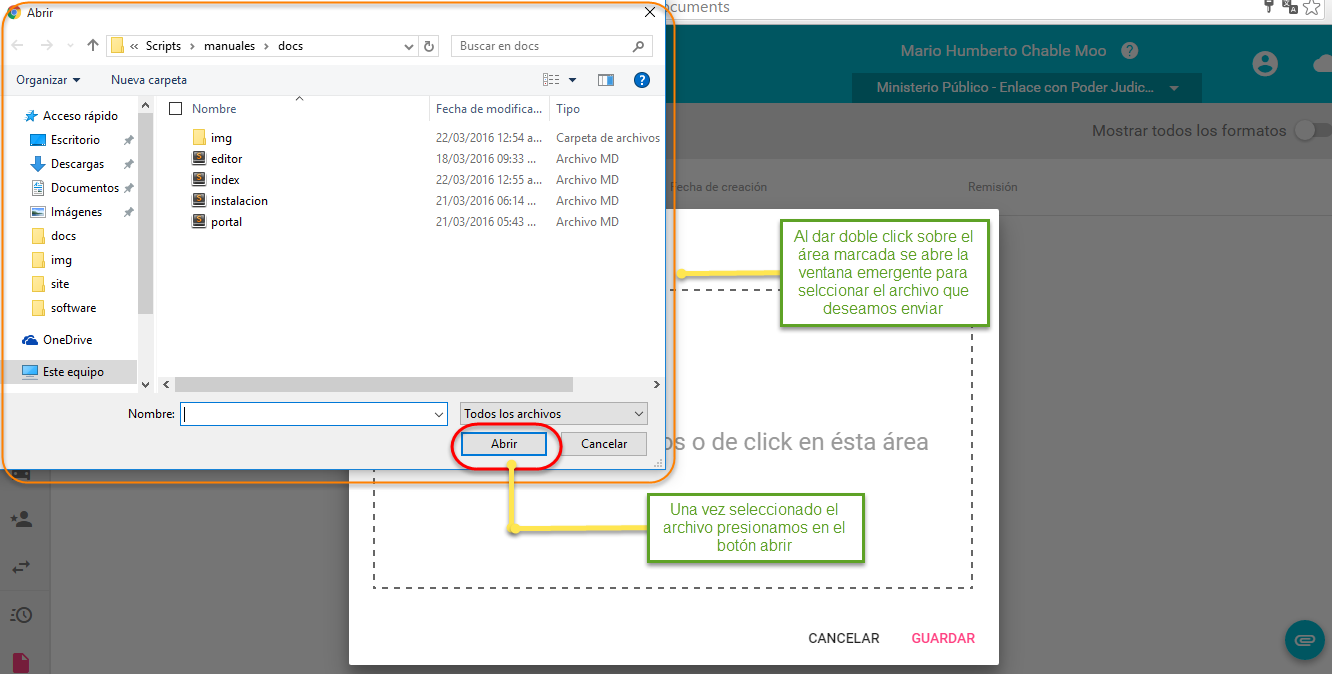 Abrir
« Scripts › manuales › docs
Buscar en docs
Organizar
Nueva carpeta
Acceso rápido
Escritorio
Descargas
Documentos
Imágenes
docs
img
site
software
OneDrive
Este equipo
Nombre
Fecha de modifica...
Tipo
img
22/03/2016 12:54 a...
Carpeta de archivos
editor
18/03/2016 09:33 ...
Archivo MD
index
22/03/2016 12:55 a...
Archivo MD
instalacion
21/03/2016 06:14 ...
Archivo MD
portal
21/03/2016 05:43 ...
Archivo MD
Nombre:
Todos los archivos
Abrir
Cancelar
ocuments
Mario Humberto Chable Moo
Ministerio Público - Enlace con Poder Judic...
Mostrar todos los formatos
Fecha de creación
Remisión
Al dar doble click sobre el
área marcada se abre la
ventana emergente para
selccionar el archivo que
deseamos enviar
os o de click en ésta área
Una vez seleccionado el
archivo presionamos en el
botón abrir
CANCELAR
GUARDAR